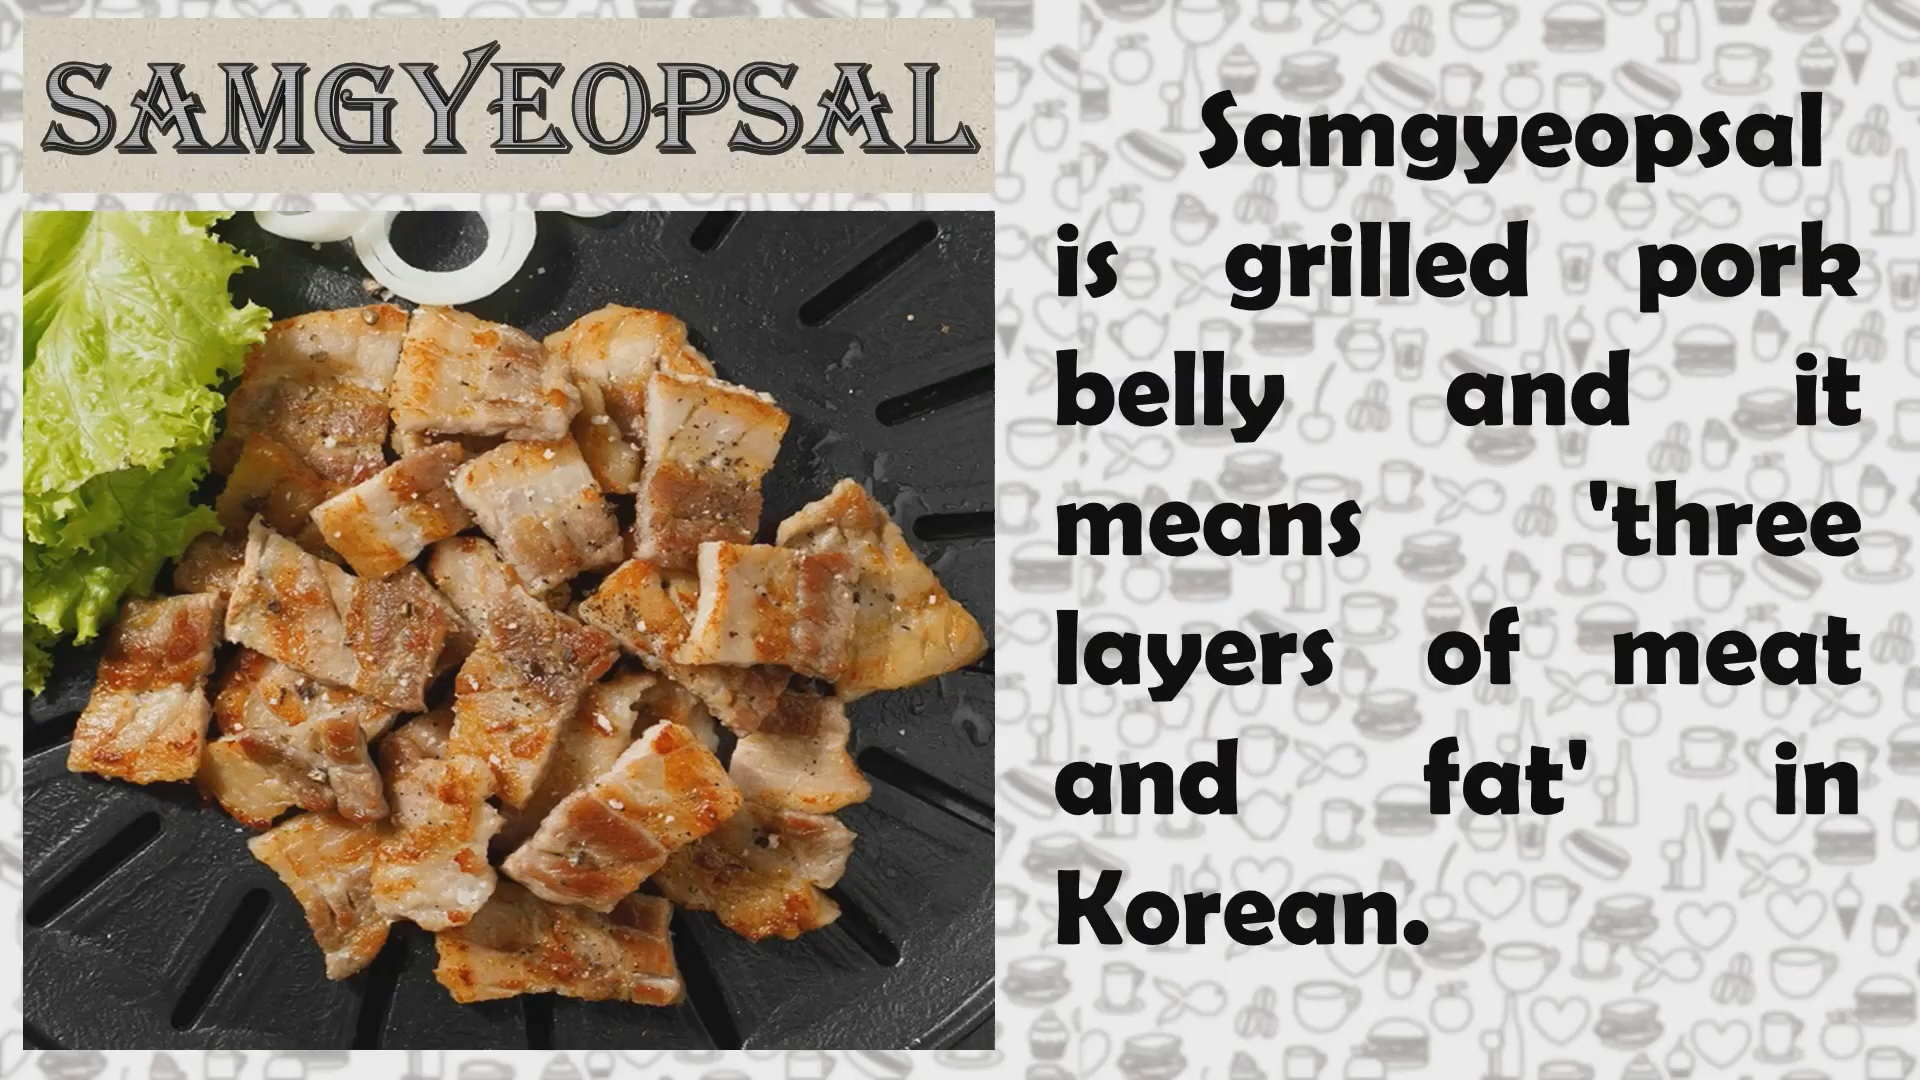 SAMGYEOPSAL
Samgyeopsal
is grilled pork
belly and it
means 'three
layers of meat
and fat' in
Korean.